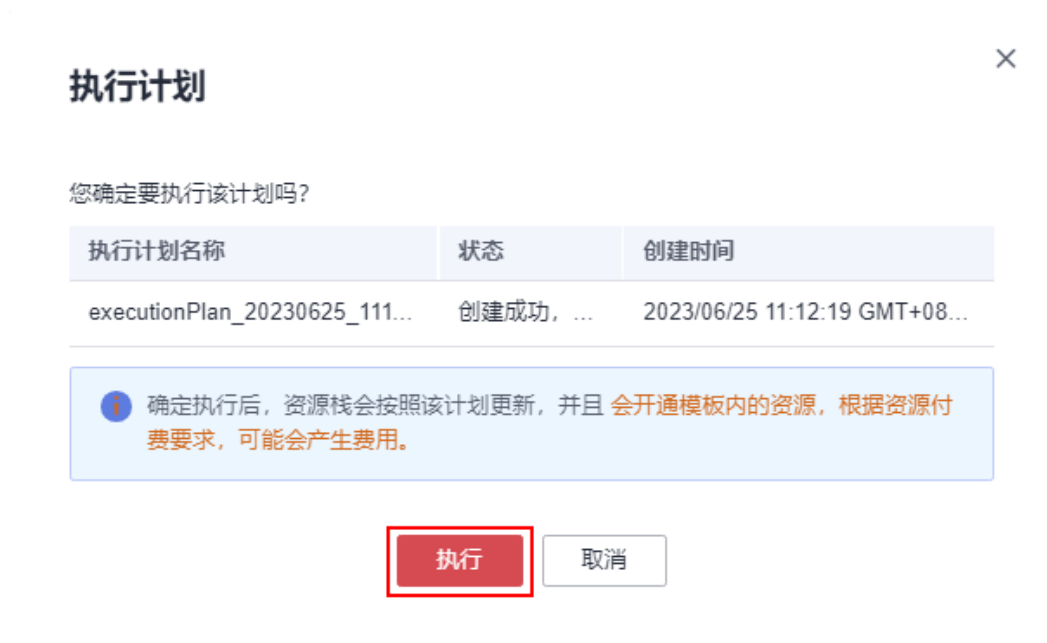 执行计划
您确定要执行该计划吗?
执行计划名称 状态 创建时间
executionPlan_20230625_111... 创建成功, ... 2023/06/25 11:12:19 GMT+08...
确定执行后，资源栈会按照该计划更新，并且 会开通模板内的资源，根据资源付
费要求，可能会产生费用。
执行 取消